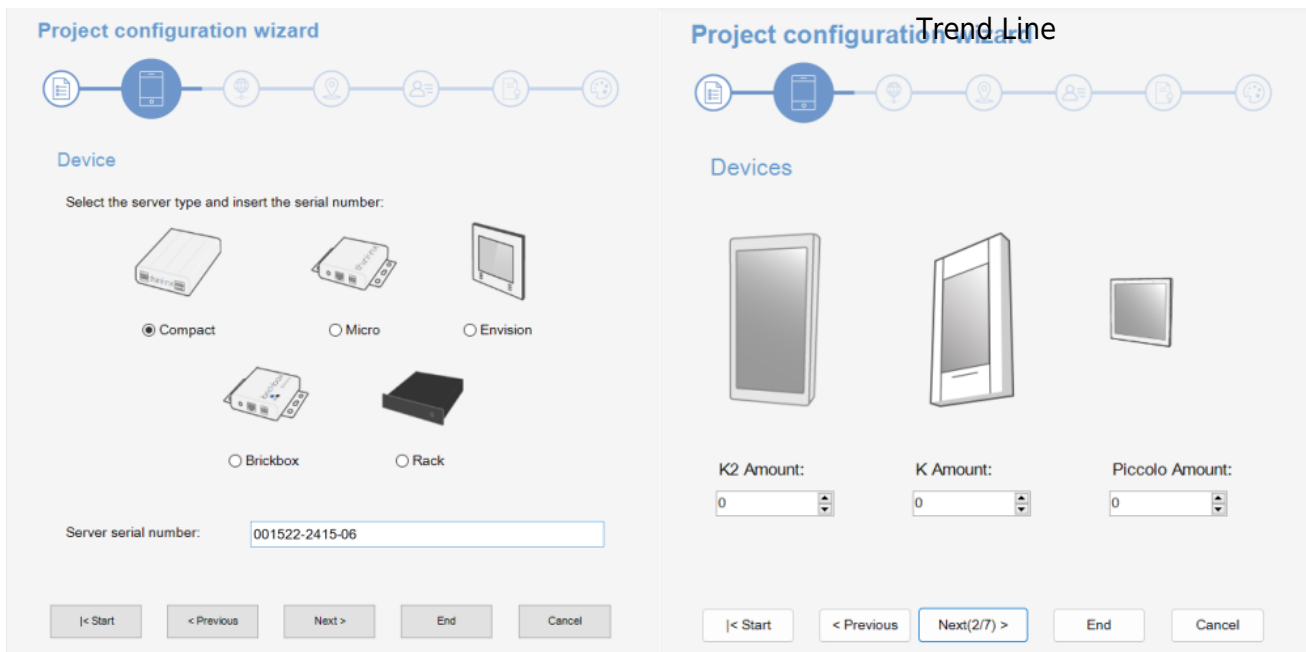 Project configuration wizard
Device
Select the server type and insert the serial number:
Compact
Micro
Envision
Brickbox
Rack
Server serial number:
001522-2415-06
|< Start
< Previous
Next >
End
Cancel
Project configuration wizard
Trend Line
Devices
K2 Amount:
K Amount:
Piccolo Amount:
0
0
0
|< Start
< Previous
Next(2/7) >
End
Cancel